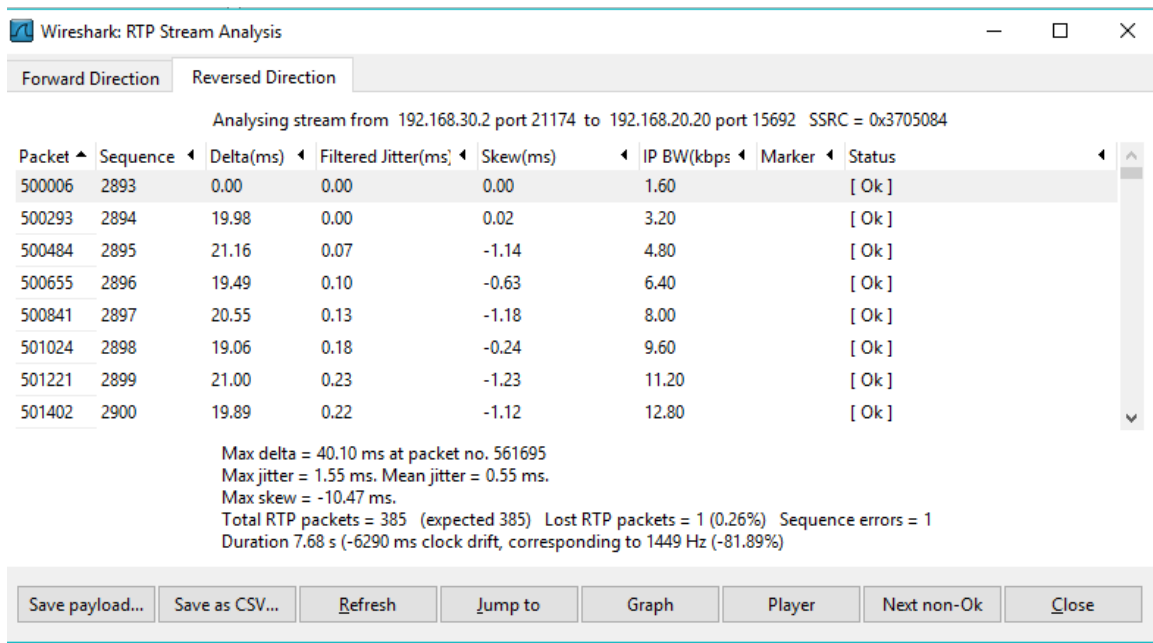 Wireshark: RTP Stream Analysis
Forward Direction Reversed Direction
Analysing stream from 192.168.30.2 port 21174 to 192.168.20.20 port 15692 SSRC = 0x3705084
Packet Sequence Delta(ms) Filtered Jitter(ms) Skew(ms) IP BW(kbps Marker Status
500006 2893 0.00 0.00 0.00 1.60 [ Ok ]
500293 2894 19.98 0.00 0.02 3.20 [ Ok ]
500484 2895 21.16 0.07 -1.14 4.80 [ Ok ]
500655 2896 19.49 0.10 -0.63 6.40 [ Ok ]
500841 2897 20.55 0.13 -1.18 8.00 [ Ok ]
501024 2898 19.06 0.18 -0.24 9.60 [ Ok ]
501221 2899 21.00 0.23 -1.23 11.20 [ Ok ]
501402 2900 19.89 0.22 -1.12 12.80 [ Ok ]
Max delta = 40.10 ms at packet no. 561695
Max jitter = 1.55 ms. Mean jitter = 0.55 ms.
Max skew = -10.47 ms.
Total RTP packets = 385 (expected 385) Lost RTP packets = 1 (0.26%) Sequence errors = 1
Duration 7.68 s (-6290 ms clock drift, corresponding to 1449 Hz (-81.89%)
Save payload... Save as CSV... Refresh Jump to Graph Player Next non-Ok Close